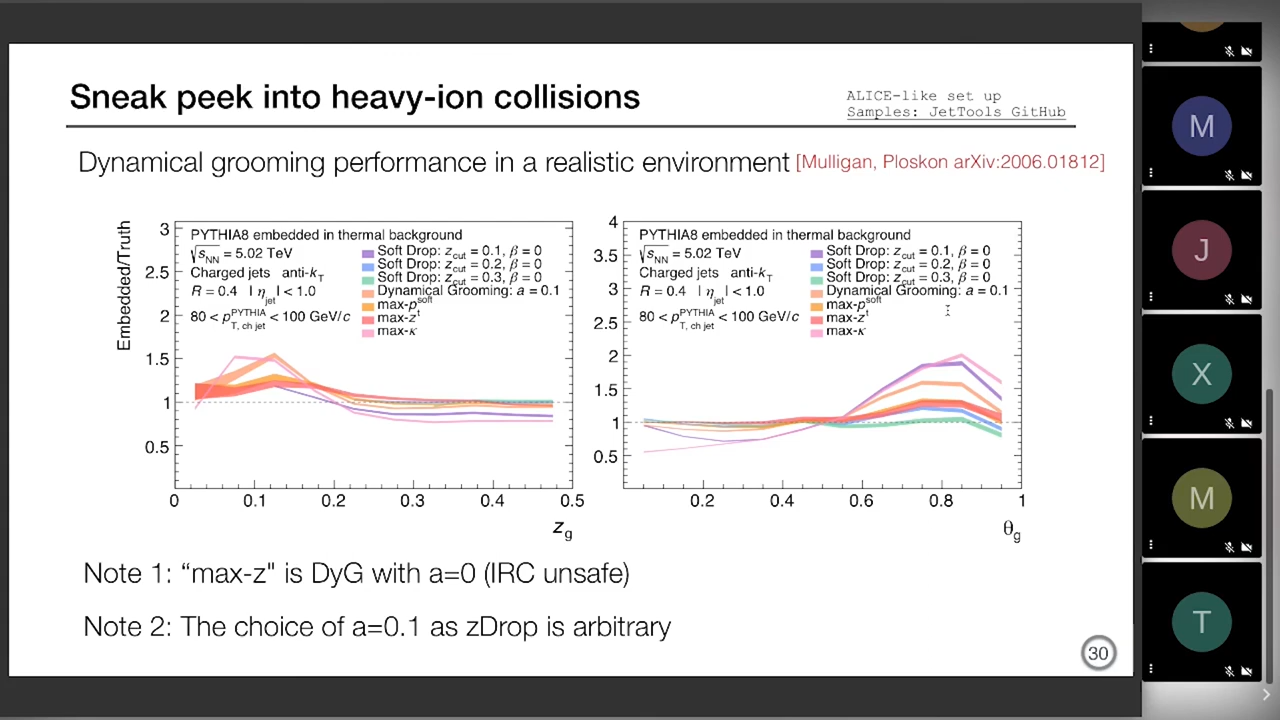 Sneak peek into heavy-ion collisions
ALICE-like set up
Samples: JetTools GitHub
Dynamical grooming performance in a realistic environment [Mulligan, Ploskon arXiv:2006.01812]
Embedded/Truth
3
2.5
2
1.5
1
0.5
PYTHIA8 embedded in thermal background
√sNN = 5.02 TeV
Charged jets anti-kT
R = 0.4 | ηjet | < 1.0
80 < pPYTHIA T, ch jet < 100 GeV/c
Soft Drop: zcut = 0.1, β = 0
Soft Drop: zcut = 0.2, β = 0
Soft Drop: zcut = 0.3, β = 0
Dynamical Grooming: a = 0.1
max-psoft t
max-z
max-κ
0 0.1 0.2 0.3 0.4 0.5
zg
4
3.5
3
2.5
2
1.5
1
0.5
PYTHIA8 embedded in thermal background
√sNN = 5.02 TeV
Charged jets anti-kT
R = 0.4 | ηjet | < 1.0
80 < pPYTHIA T, ch jet < 100 GeV/c
Soft Drop: zcut = 0.1, β = 0
Soft Drop: zcut = 0.2, β = 0
Soft Drop: zcut = 0.3, β = 0
Dynamical Grooming: a = 0.1
max-psoft t
max-z
max-κ
0.2 0.4 0.6 0.8 1
θg
Note 1: “max-z" is DyG with a=0 (IRC unsafe)
Note 2: The choice of a=0.1 as zDrop is arbitrary
30
M
J
X
M
T